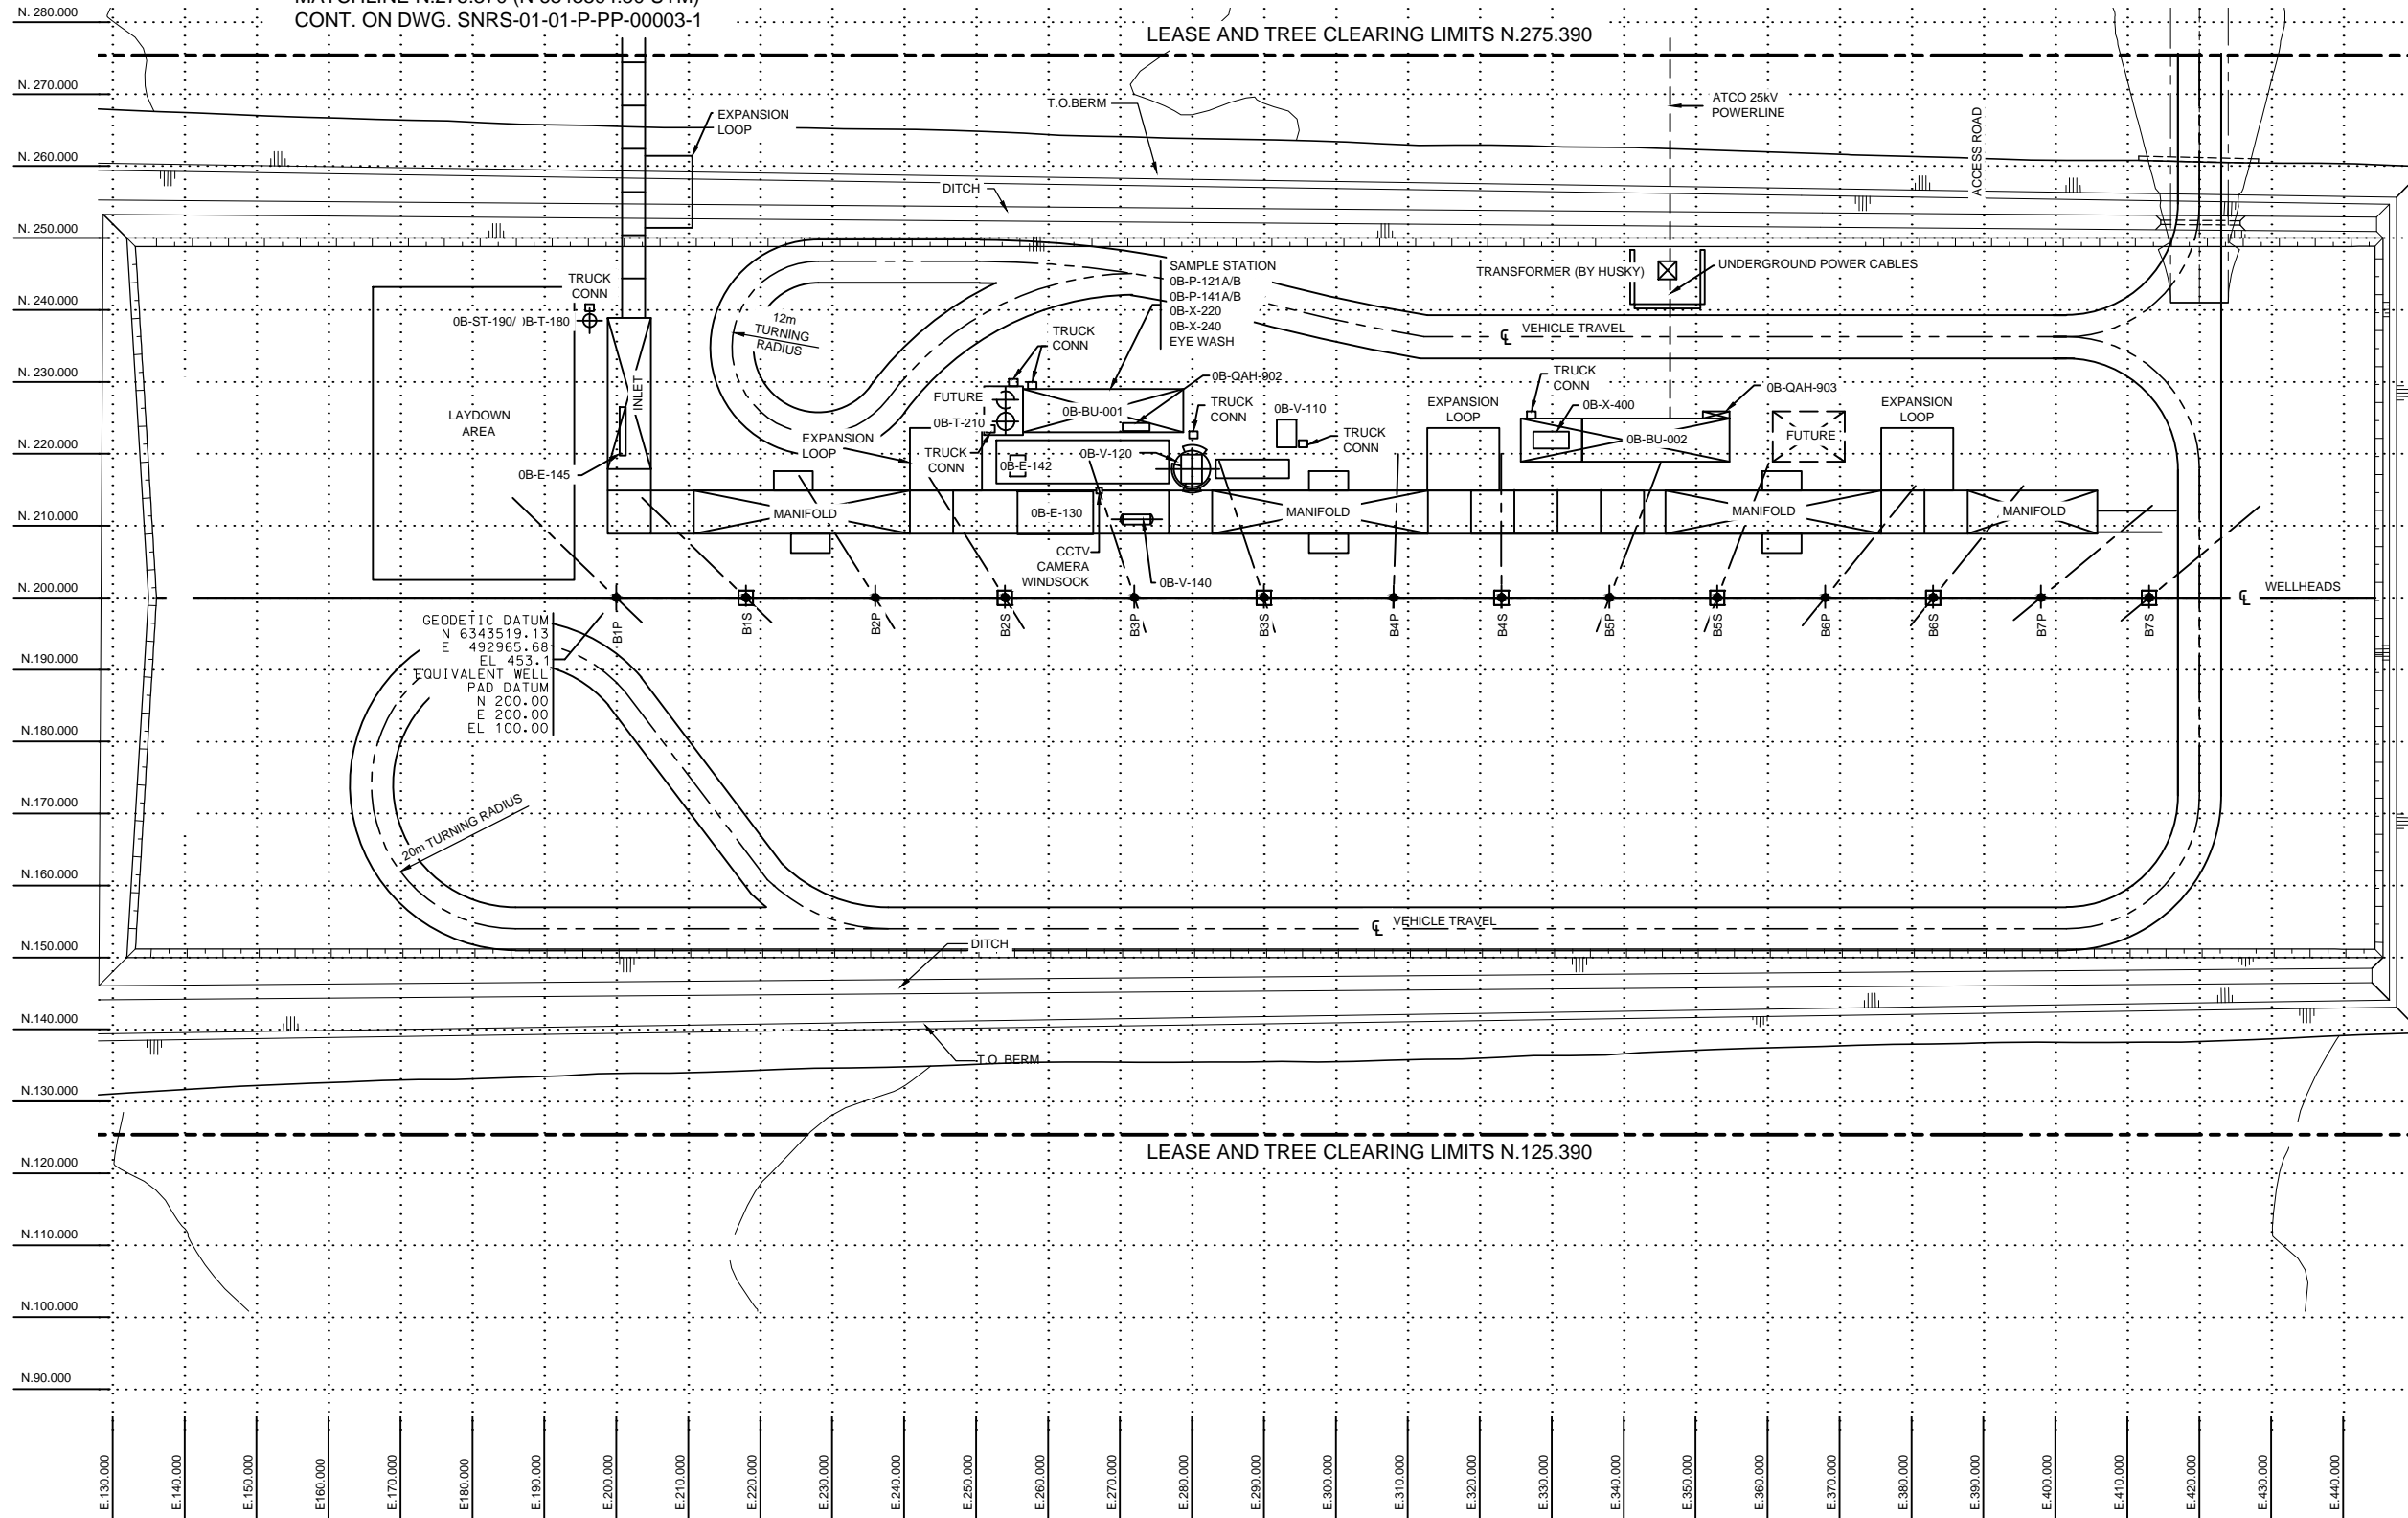 CONT. ON DWG. SNRS-01-01-P-PP-00003-1
LEASE AND TREE CLEARING LIMITS N.275.390
N. 280.000
N. 270.000
N. 260.000
N. 250.000
N. 240.000
N. 230.000
N. 220.000
N. 210.000
N. 200.000
N.190.000
N.180.000
N.170.000
N.160.000
N.150.000
N.140.000
N.130.000
N.120.000
N.110.000
N.100.000
N.90.000
EXPANSION
LOOP
T.O.BERM
ATCO 25kV
POWERLINE
ACCESS ROAD
DITCH
TRUCK
CONN
0B-ST-190/
0B-T-180
INLET
LAYDOWN
AREA
0B-E-145
12m
TURNING
RADIUS
SAMPLE STATION
0B-P-121A/B
0B-P-141A/B
0B-X-220
0B-X-240
EYE WASH
TRANSFORMER (BY HUSKY)
UNDERGROUND POWER CABLES
℄ VEHICLE TRAVEL
TRUCK
CONN
FUTURE
0B-T-210
0B-BU-001
0B-QAH-902
TRUCK
CONN
0B-V-110
TRUCK
CONN
EXPANSION
LOOP
TRUCK
CONN
0B-E-142
0B-V-120
EXPANSION
LOOP
TRUCK
CONN
0B-X-400
0B-BU-002
0B-QAH-903
FUTURE
EXPANSION
LOOP
MANIFOLD
0B-E-130
MANIFOLD
MANIFOLD
MANIFOLD
CCTV
CAMERA
WINDSOCK
0B-V-140
℄ WELLHEADS
B1P
B1S
B2P
B2S
B3P
B3S
B4P
B4S
B5P
B5S
B6P
B6S
B7P
B7S
GEODETIC DATUM
N 6343519.13
E 492965.68
EL 453.1
EQUIVALENT WELL
PAD DATUM
N 200.00
E 200.00
EL 100.00
20m TURNING RADIUS
℄ VEHICLE TRAVEL
DITCH
T.O. BERM
LEASE AND TREE CLEARING LIMITS N.125.390
E.130.000
E.140.000
E.150.000
E160.000
E.170.000
E180.000
E.190.000
E.200.000
E.210.000
E.220.000
E.230.000
E.240.000
E.250.000
E.260.000
E.270.000
E.280.000
E.290.000
E.300.000
E.310.000
E.320.000
E.330.000
E.340.000
E.350.000
E.360.000
E.370.000
E.380.000
E.390.000
E.400.000
E.410.000
E.420.000
E.430.000
E.440.000